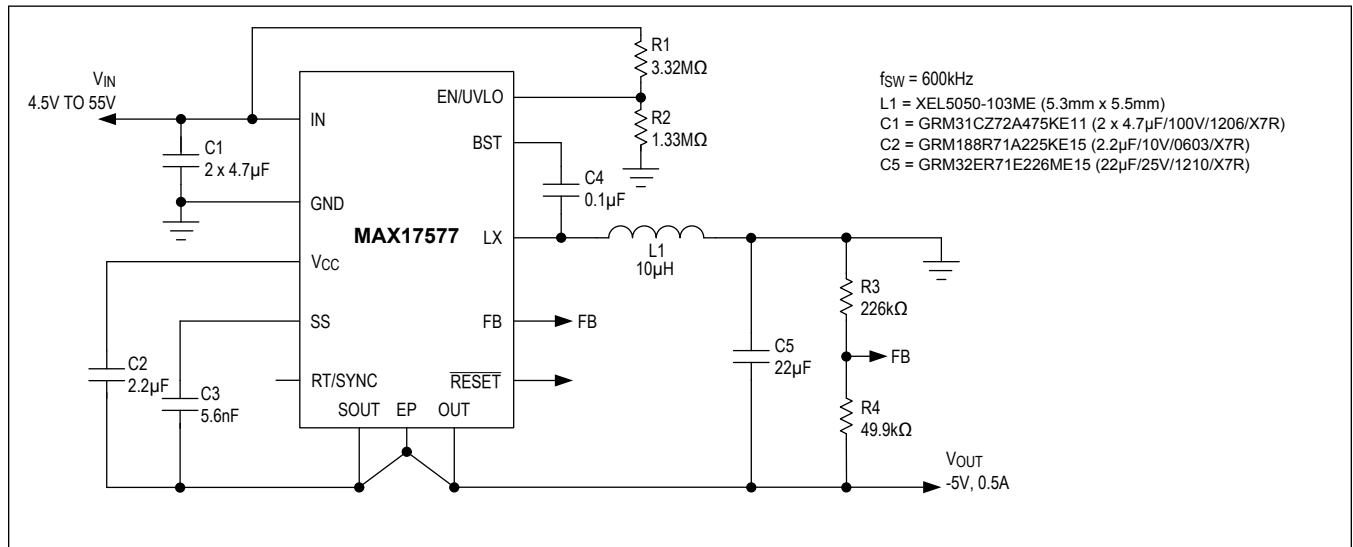 VIN
4.5V TO 55V
C1
2 x 4.7µF
C2
2.2µF
C3
5.6nF
IN
GND
VCC
SS
RT/SYNC
MAX17577
EN/UVLO
BST
LX
FB
RESET
SOUT
EP
OUT
R1
3.32MΩ
R2
1.33MΩ
C4
0.1µF
L1
10µH
FB
C5
22µF
R3
226kΩ
FB
R4
49.9kΩ
VOUT
-5V, 0.5A
fSW = 600kHz
L1 = XEL5050-103ME (5.3mm x 5.5mm)
C1 = GRM31CZ72A475KE11 (2 x 4.7µF/100V/1206/X7R)
C2 = GRM188R71A225KE15 (2.2µF/10V/0603/X7R)
C5 = GRM32ER71E226ME15 (22µF/25V/1210/X7R)